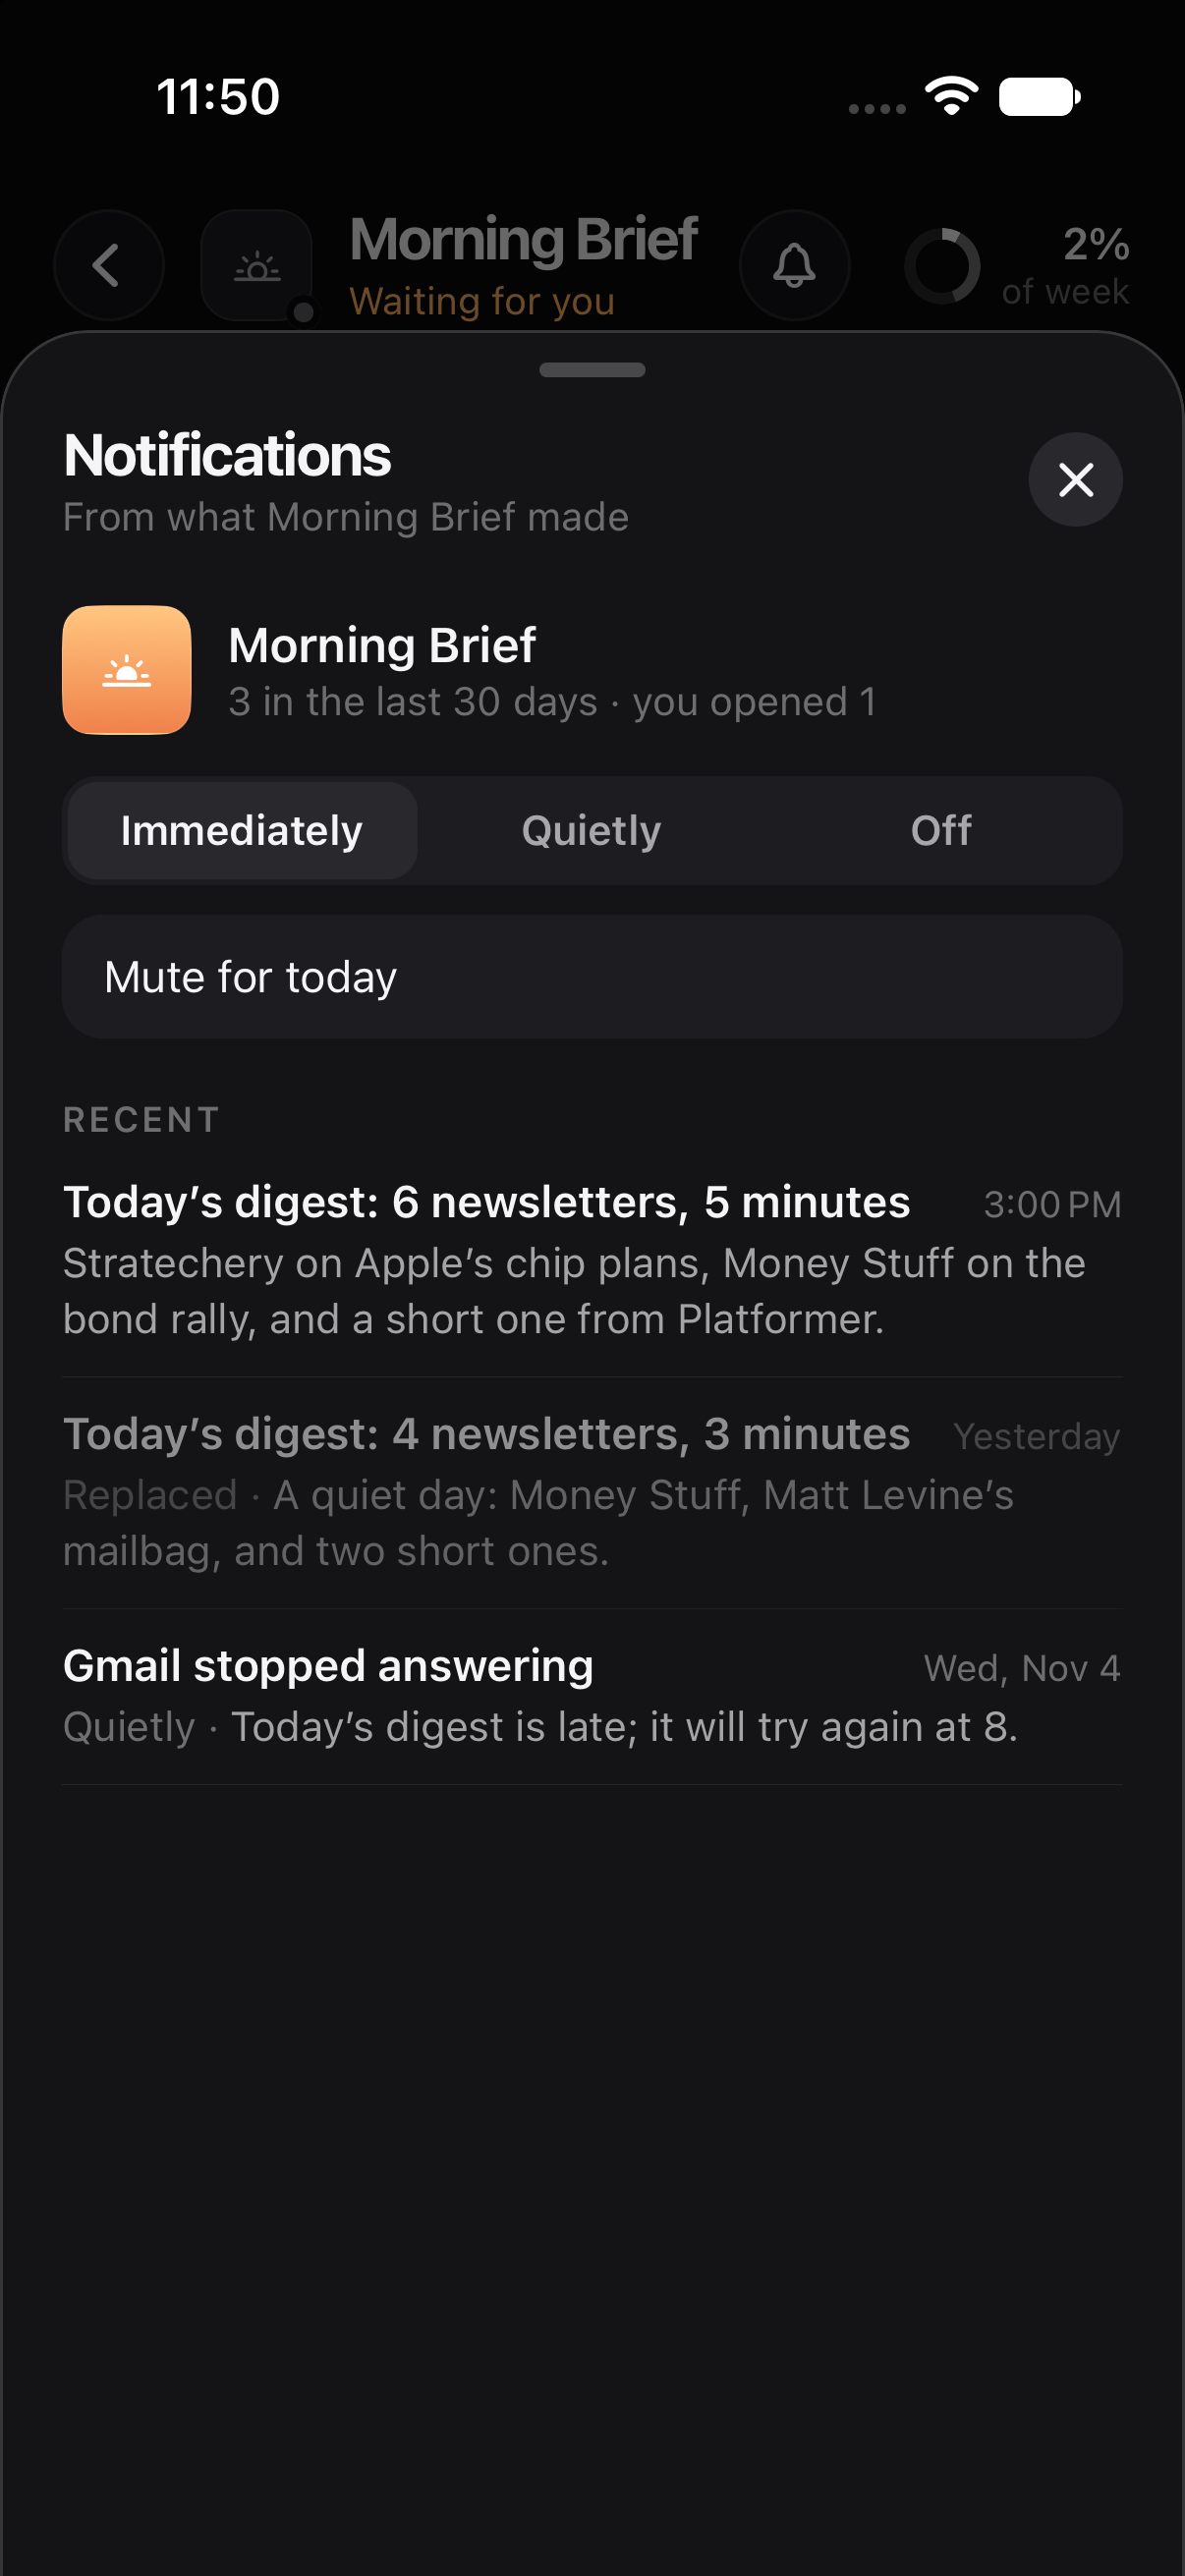 11:50
Morning Brief
Waiting for you
2%
of week
Notifications
From what Morning Brief made
Morning Brief
3 in the last 30 days · you opened 1
Immediately
Quietly
Off
Mute for today
RECENT
Today’s digest: 6 newsletters, 5 minutes
3:00 PM
Stratechery on Apple’s chip plans, Money Stuff on the
bond rally, and a short one from Platformer.
Today’s digest: 4 newsletters, 3 minutes
Yesterday
Replaced · A quiet day: Money Stuff, Matt Levine’s
mailbag, and two short ones.
Gmail stopped answering
Wed, Nov 4
Quietly · Today’s digest is late; it will try again at 8.